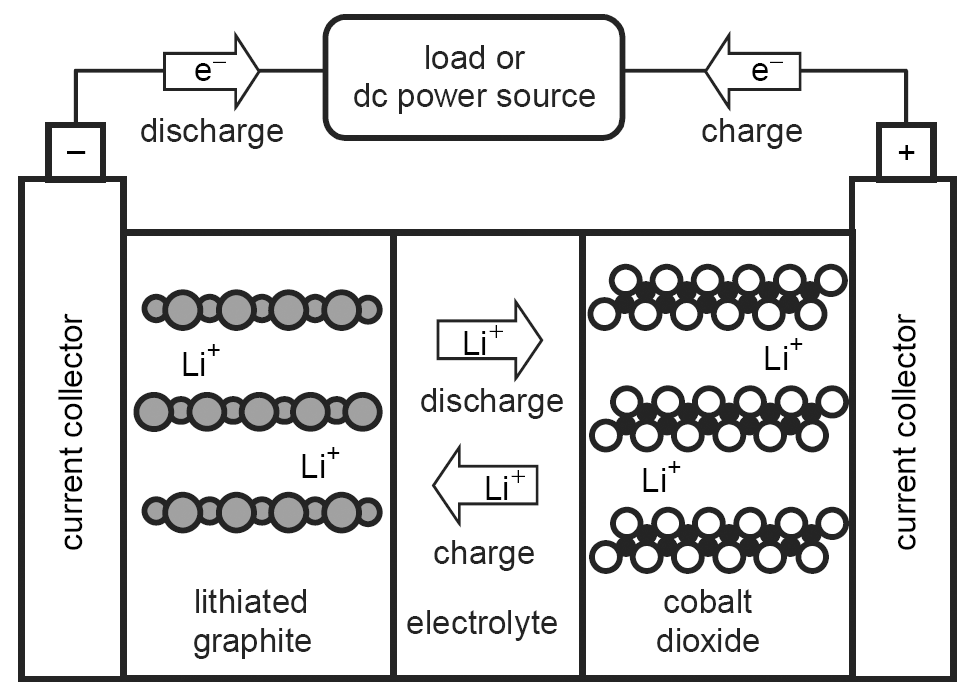 load or
dc power source
e⁻
e⁻
discharge
charge
−
+
current collector
current collector
Li⁺
Li⁺
Li⁺
discharge
Li⁺
charge
Li⁺
Li⁺
lithiated
graphite
electrolyte
cobalt
dioxide